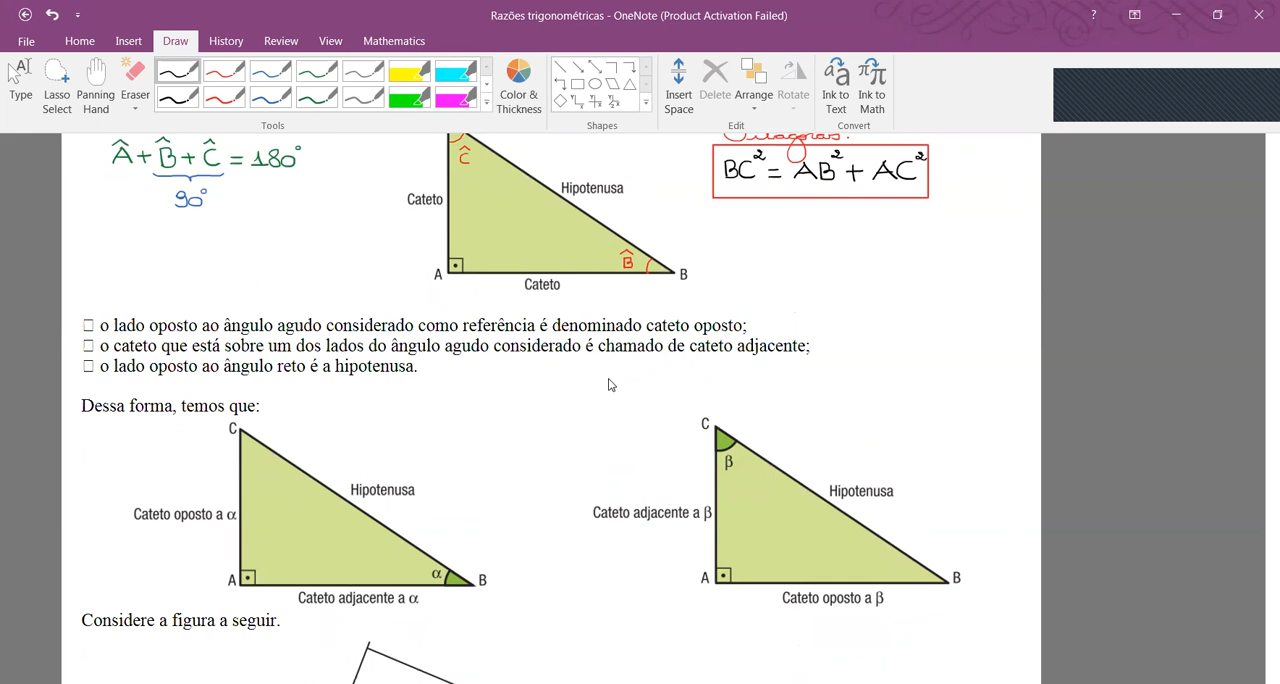 Razões trigonométricas - OneNote (Product Activation Failed)
File Home Insert Draw History Review View Mathematics
Type Lasso Select Panning Hand Eraser Color & Thickness Insert Space Delete Arrange Rotate Ink to Text Ink to Math
Tools Shapes Edit Convert
Pitágoras:
Â + B̂ + Ĉ = 180°
90°
BC² = AB² + AC²
Ĉ
Hipotenusa
Cateto
B̂
A B
Cateto
□ o lado oposto ao ângulo agudo considerado como referência é denominado cateto oposto;
□ o cateto que está sobre um dos lados do ângulo agudo considerado é chamado de cateto adjacente;
□ o lado oposto ao ângulo reto é a hipotenusa.
Dessa forma, temos que:
C
Hipotenusa
Cateto oposto a α
α
A B
Cateto adjacente a α
C
β
Hipotenusa
Cateto adjacente a β
A B
Cateto oposto a β
Considere a figura a seguir.